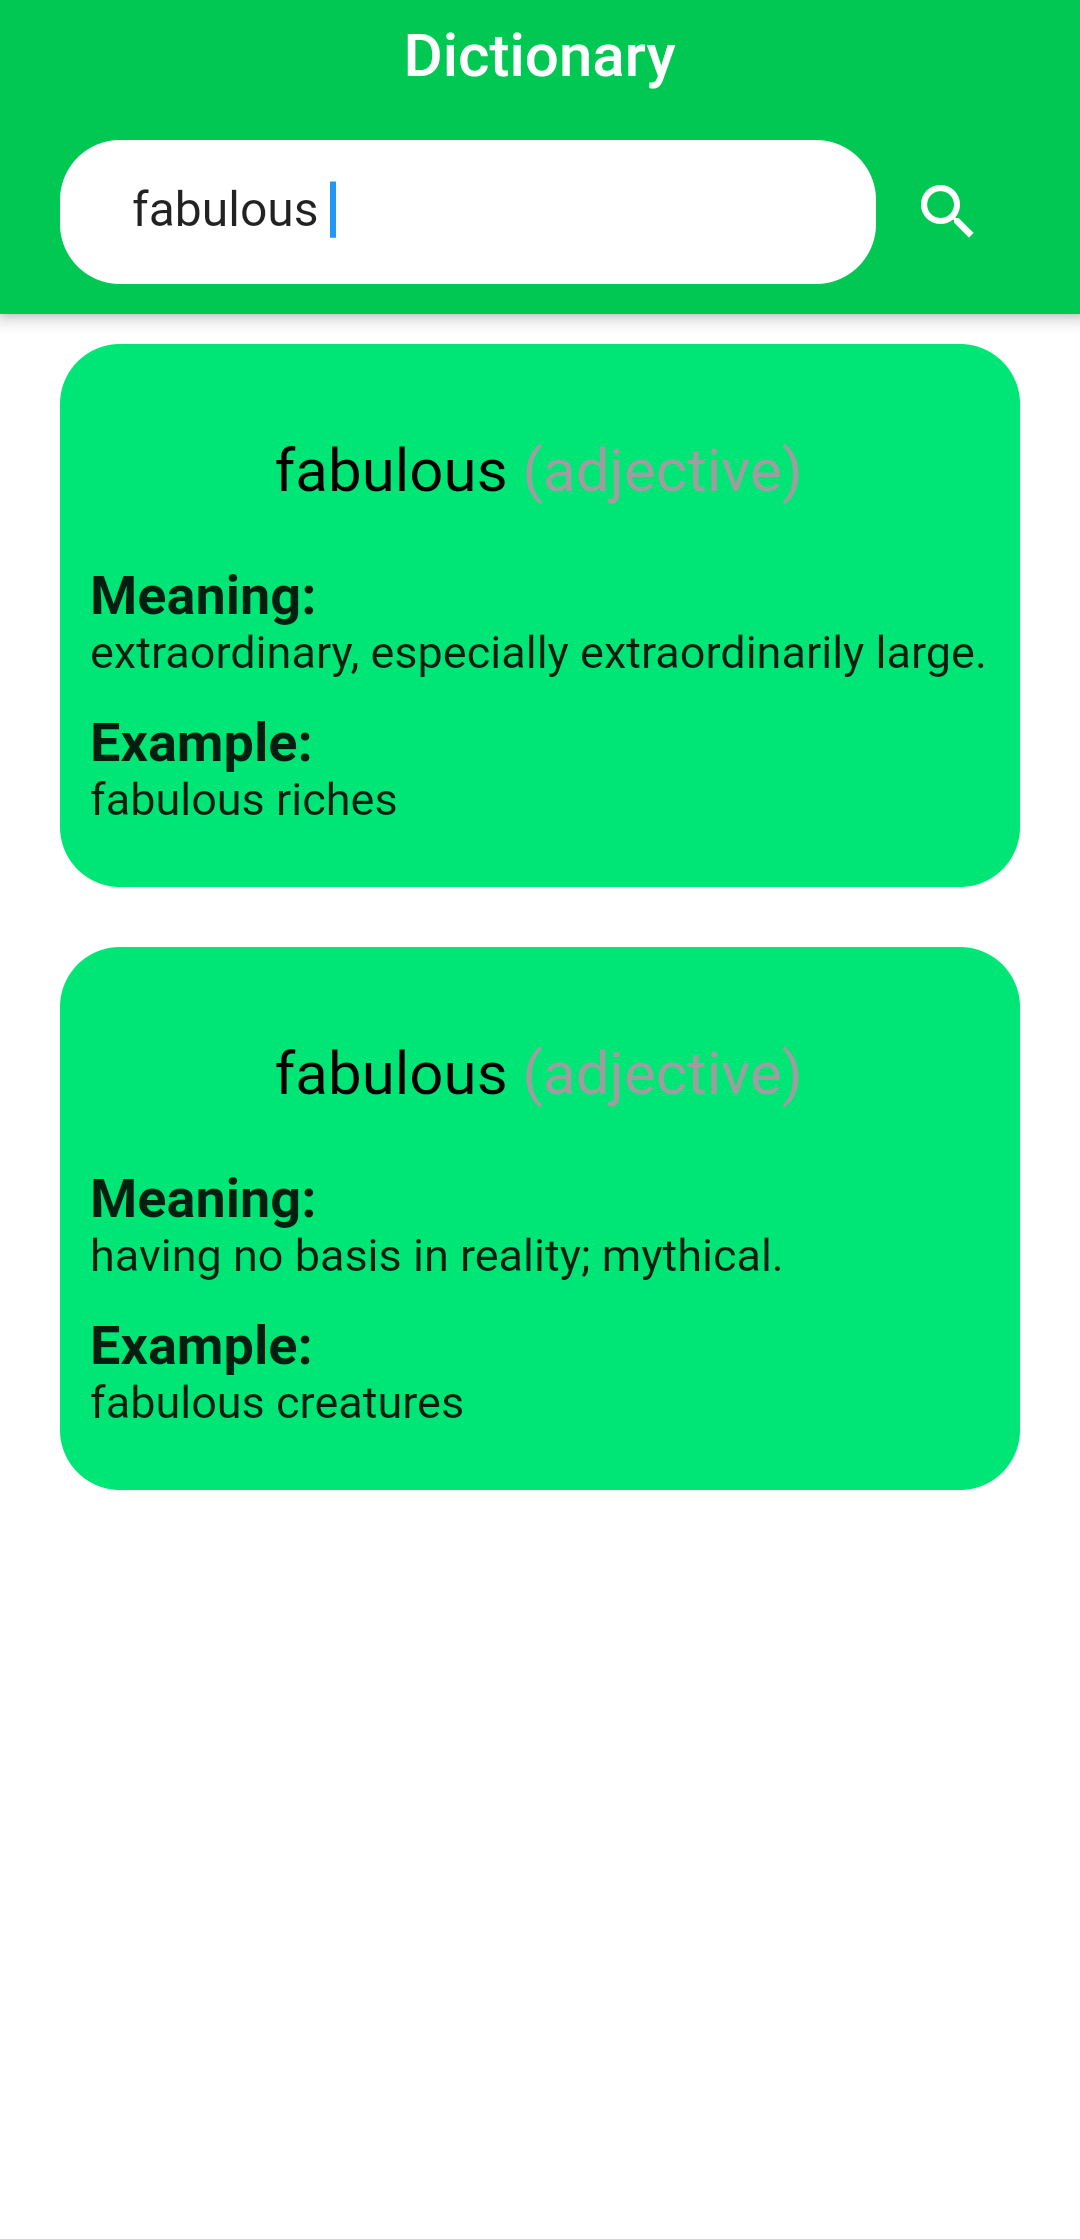 Dictionary
fabulous
fabulous (adjective)
Meaning:
extraordinary, especially extraordinarily large.
Example:
fabulous riches
fabulous (adjective)
Meaning:
having no basis in reality; mythical.
Example:
fabulous creatures